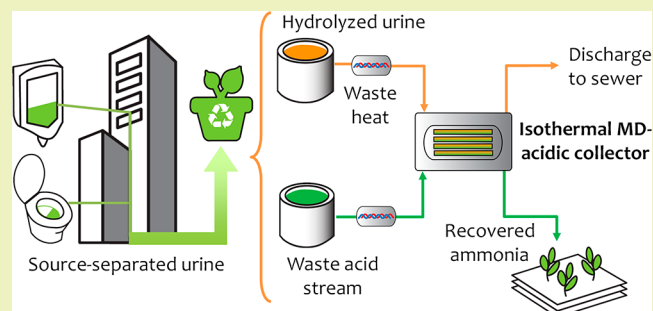 Hydrolyzed urine
Waste
heat
Discharge
to sewer
Isothermal MD-
acidic collector
Source-separated urine
Waste acid
stream
Recovered
ammonia